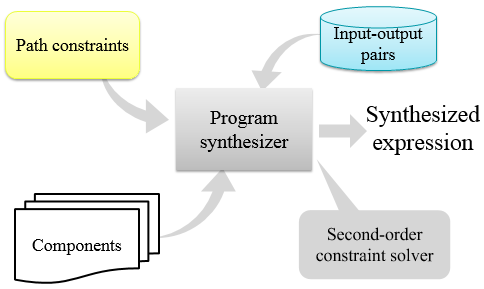 Path constraints
Input-output
pairs
Program
synthesizer
Synthesized
expression
Components
Second-order
constraint solver